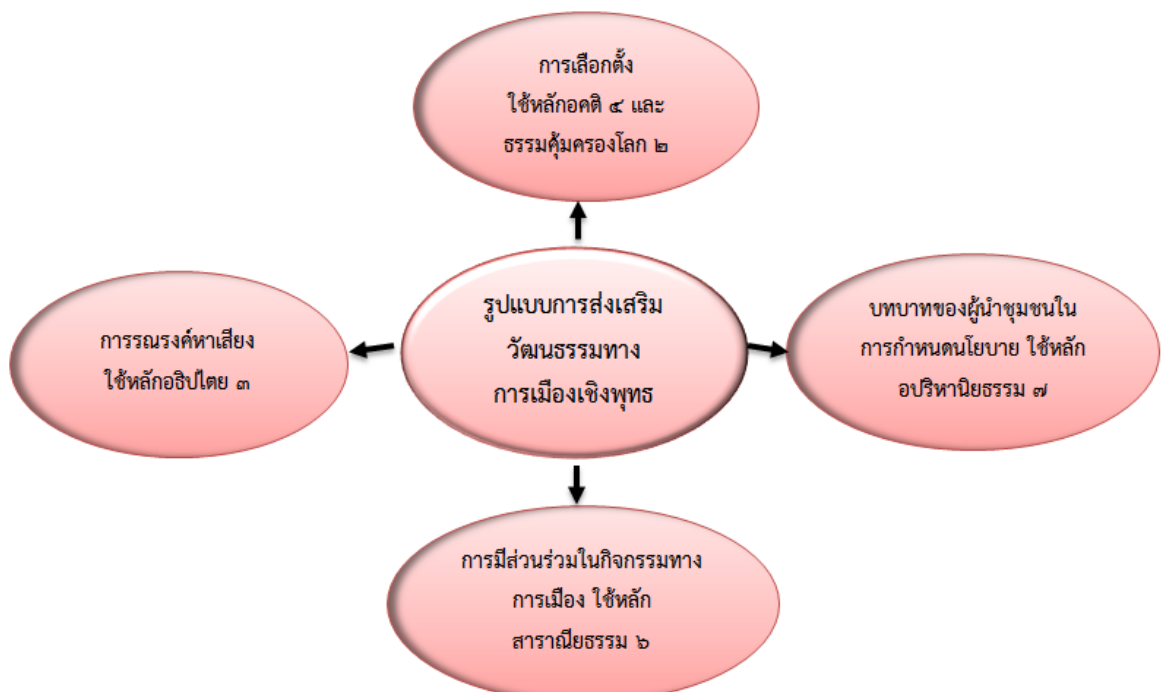 การเลือกตั้ง
ใช้หลักอคติ ๔ และ
ธรรมคุ้มครองโลก ๒
รูปแบบการส่งเสริม
วัฒนธรรมทาง
การเมืองเชิงพุทธ
การรณรงค์หาเสียง
ใช้หลักอธิปไตย ๓
บทบาทของผู้นำชุมชนใน
การกำหนดนโยบาย ใช้หลัก
อปริหานิยธรรม ๗
การมีส่วนร่วมในกิจกรรมทาง
การเมือง ใช้หลัก
สาราณียธรรม ๖